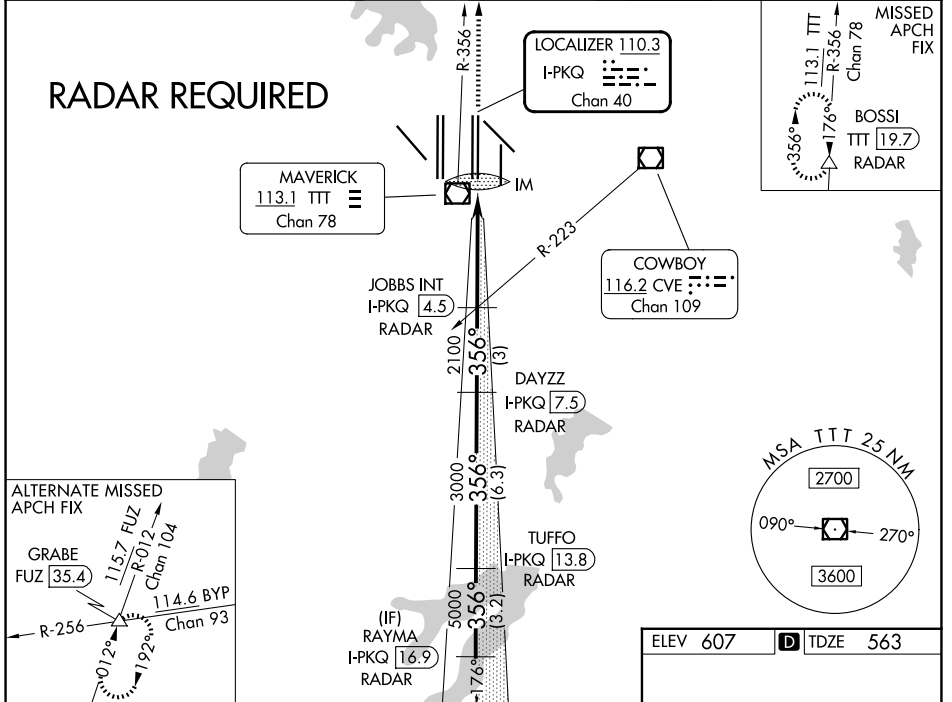 RADAR REQUIRED
R-356
LOCALIZER 110.3
I-PKQ
Chan 40
MISSED
APCH
FIX
113.1 TTT
R-356
Chan 78
356°
176°
BOSSI
TTT 19.7
RADAR
MAVERICK
113.1 TTT
Chan 78
IM
R-223
COWBOY
116.2 CVE
Chan 109
JOBBS INT
I-PKQ 4.5
RADAR
2100
356°
(3)
DAYZZ
I-PKQ 7.5
RADAR
3000
356°
(6.3)
TUFFO
I-PKQ 13.8
RADAR
5000
356°
(3.2)
(IF)
RAYMA
I-PKQ 16.9
RADAR
176°
MSA TTT 25 NM
2700
090°
270°
3600
ALTERNATE MISSED
APCH FIX
115.7 FUZ
R-012
Chan 104
GRABE
FUZ 35.4
114.6 BYP
Chan 93
R-256
012°
192°
ELEV 607 D TDZE 563